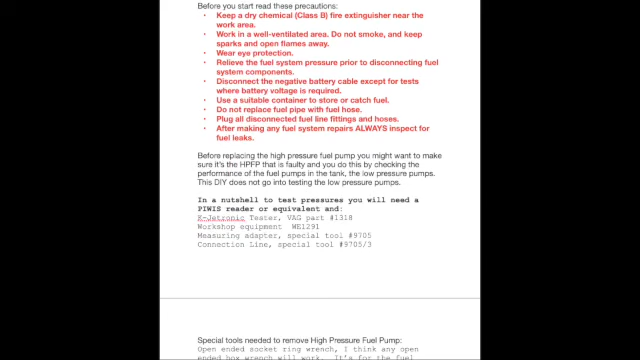 Before you start read these precautions:
• Keep a dry chemical (Class B) fire extinguisher near the
work area.
• Work in a well-ventilated area. Do not smoke, and keep
sparks and open flames away.
• Wear eye protection.
• Relieve the fuel system pressure prior to disconnecting fuel
system components.
• Disconnect the negative battery cable except for tests
where battery voltage is required.
• Use a suitable container to store or catch fuel.
• Do not replace fuel pipe with fuel hose.
• Plug all disconnected fuel line fittings and hoses.
• After making any fuel system repairs ALWAYS inspect for
fuel leaks.
Before replacing the high pressure fuel pump you might want to make
sure it's the HPFP that is faulty and you do this by checking the
performance of the fuel pumps in the tank, the low pressure pumps.
This DIY does not go into testing the low pressure pumps.
In a nutshell to test pressures you will need a
PIWIS reader or equivalent and:
K-Jetronic Tester, VAG part #1318
Workshop equipment WE1291
Measuring adapter, special tool #9705
Connection Line, special tool #9705/3
Special tools needed to remove High Pressure Fuel Pump:
Open ended socket ring wrench, I think any open
ended box wrench will work. It's for the fuel